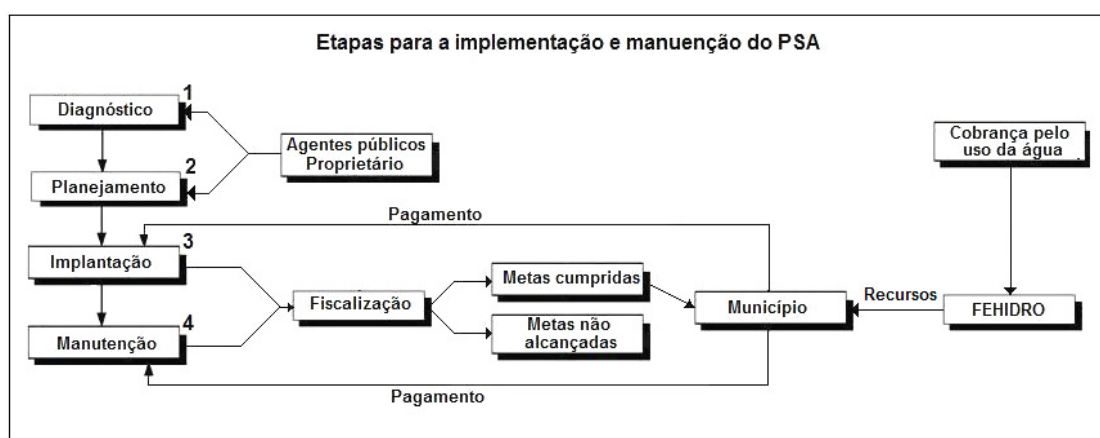 Etapas para a implementação e manuenção do PSA
1
Diagnóstico
2
Planejamento
Agentes públicos
Proprietário
Cobrança pelo
uso da água
Pagamento
3
Implantação
4
Manutenção
Fiscalização
Metas cumpridas
Metas não
alcançadas
Município
Recursos
FEHIDRO
Pagamento